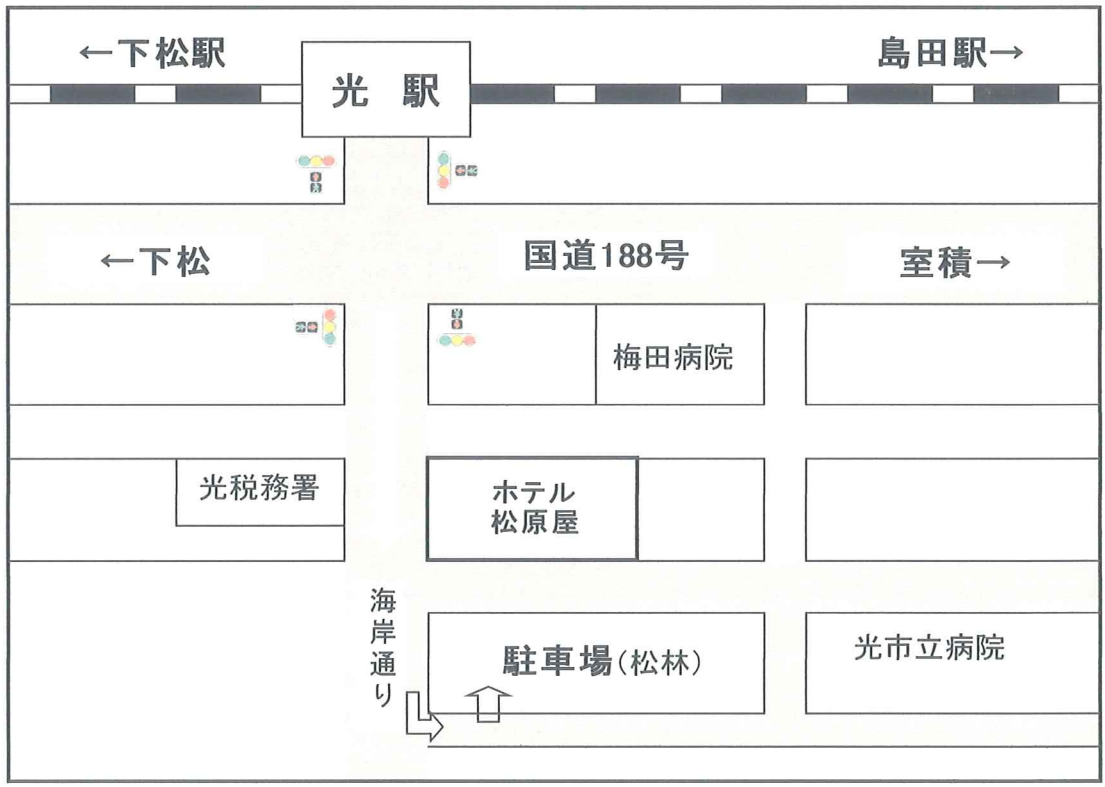 ←下松駅
光 駅
島田駅→
←下松
国道188号
室積→
梅田病院
光税務署
ホテル
松原屋
海岸通り
駐車場(松林)
光市立病院